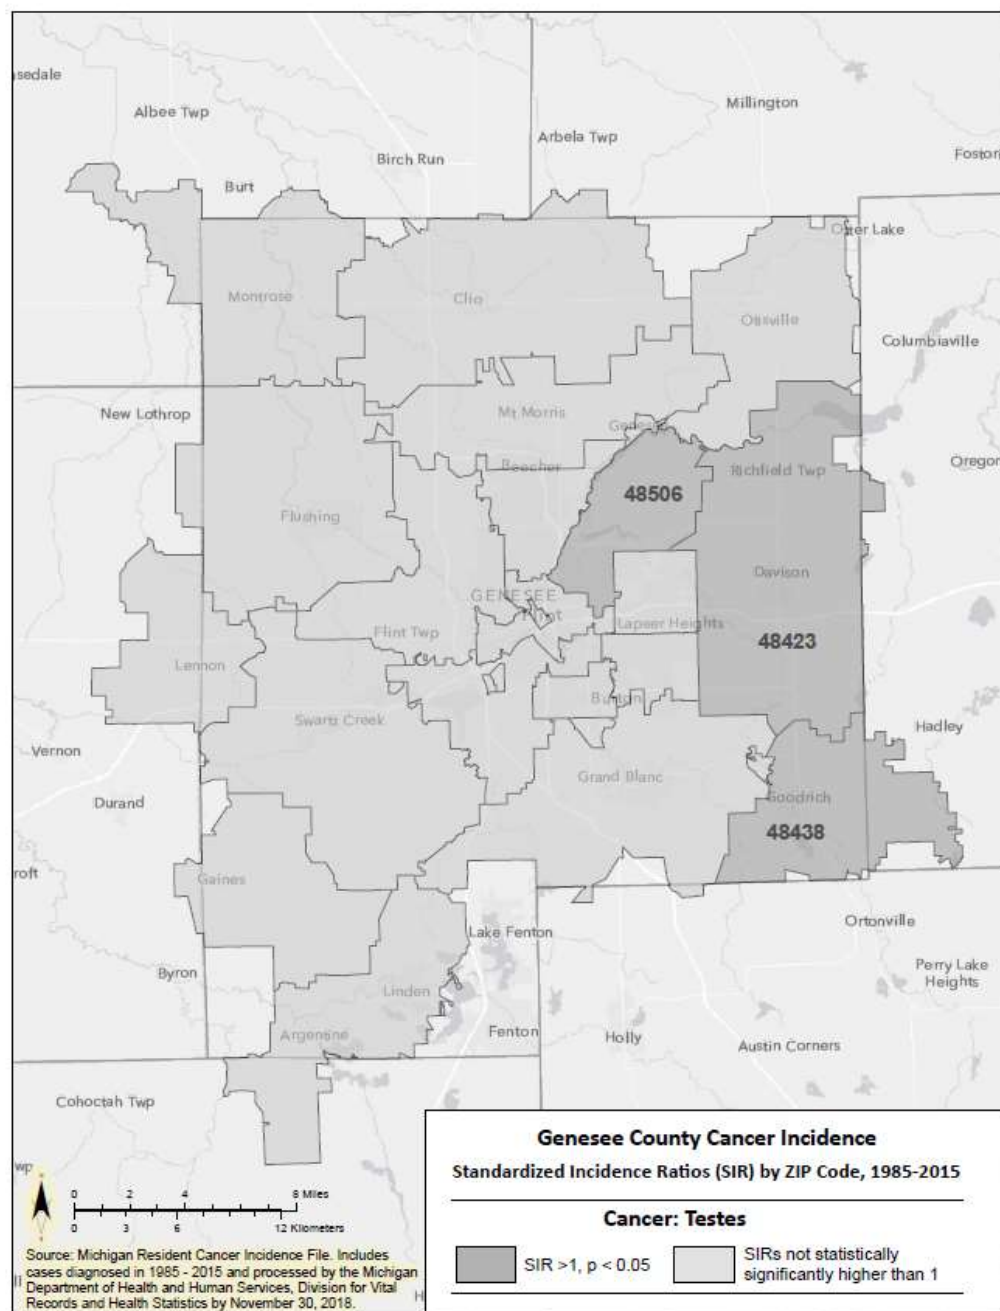 Albee Twp
Millington
Arbela Twp
Birch Run
Burt
Montrose
Clio
Otisville
Columbiaville
New Lothrop
Mt Morris
Beecher
Richfield Twp
48506
Flushing
Davison
GENESEE
Flint Twp
Lapeer Heights
48423
Lennon
Swartz Creek
Burton
Hadley
Vernon
Grand Blanc
Durand
Goodrich
48438
Gaines
Ortonville
Lake Fenton
Byron
Perry Lake
Heights
Linden
Argentine
Fenton
Holly
Austin Corners
Cohoctah Twp
Genesee County Cancer Incidence
Standardized Incidence Ratios (SIR) by ZIP Code, 1985-2015
Cancer: Testes
SIR >1, p < 0.05
SIRs not statistically
significantly higher than 1
0 2 4 8 Miles
0 3 6 12 Kilometers
Source: Michigan Resident Cancer Incidence File. Includes
cases diagnosed in 1985 - 2015 and processed by the Michigan
Department of Health and Human Services, Division for Vital
Records and Health Statistics by November 30, 2018.